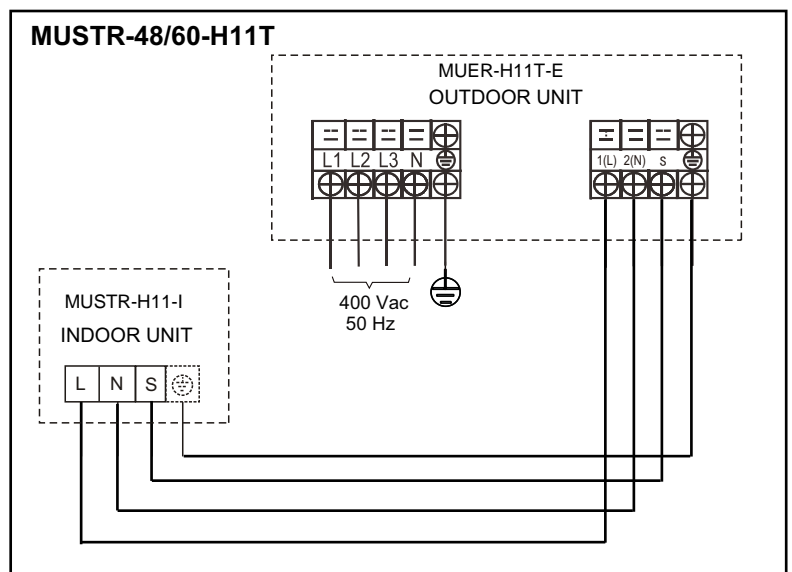 MUSTR-48/60-H11T
MUER-H11T-E
OUTDOOR UNIT
L1 L2 L3 N
1(L) 2(N) S
400 Vac
50 Hz
MUSTR-H11-I
INDOOR UNIT
L N S